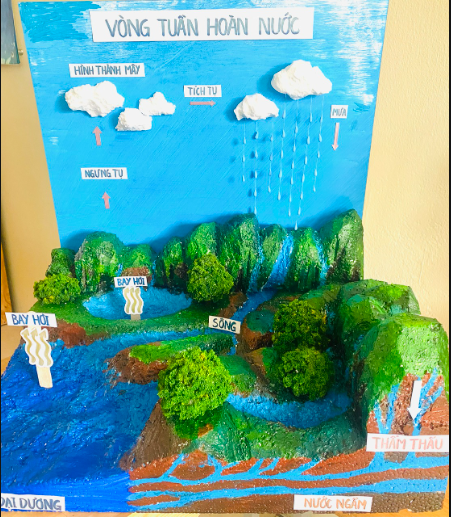 VÒNG TUẦN HOÀN NƯỚC
HÌNH THÀNH MÂY
TÍCH TỤ
MƯA
NGƯNG TỤ
BAY HƠI
BAY HƠI
SÔNG
THẨM THẤU
ĐẠI DƯƠNG
NƯỚC NGẦM